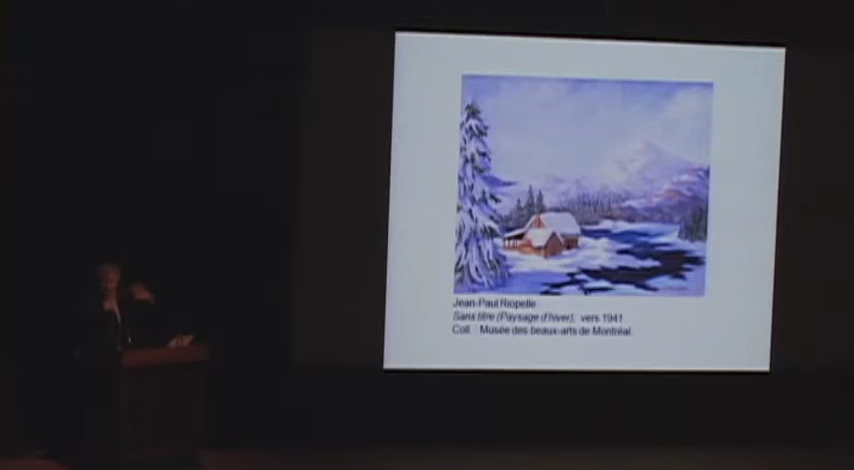 Jean-Paul Riopelle
Sans titre (Paysage d'hiver), vers 1941
Coll. : Musée des beaux-arts de Montréal.